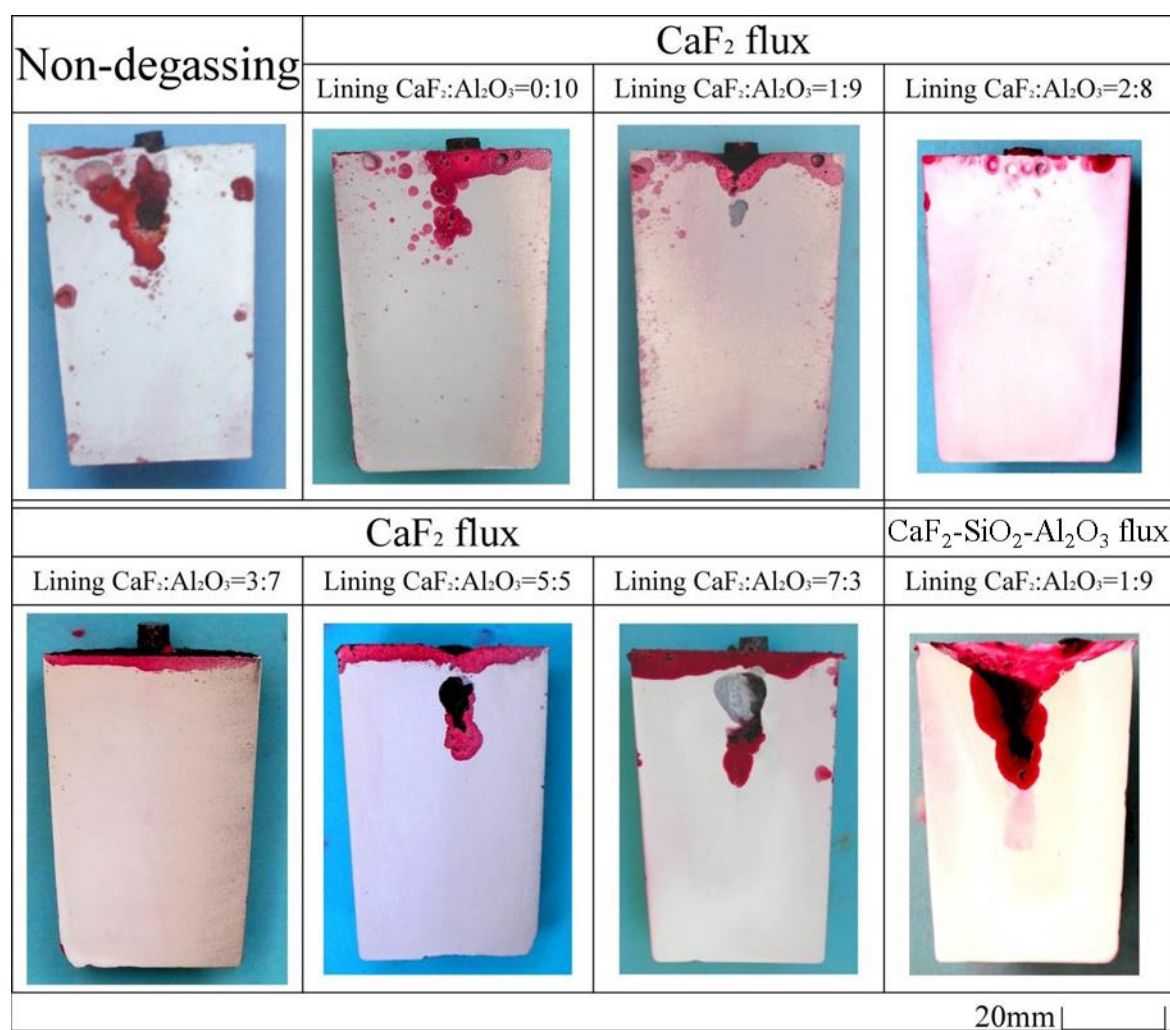 Non-degassing
CaF₂ flux
Lining CaF₂:Al₂O₃=0:10
Lining CaF₂:Al₂O₃=1:9
Lining CaF₂:Al₂O₃=2:8
CaF₂ flux
CaF₂-SiO₂-Al₂O₃ flux
Lining CaF₂:Al₂O₃=3:7
Lining CaF₂:Al₂O₃=5:5
Lining CaF₂:Al₂O₃=7:3
Lining CaF₂:Al₂O₃=1:9
20mm